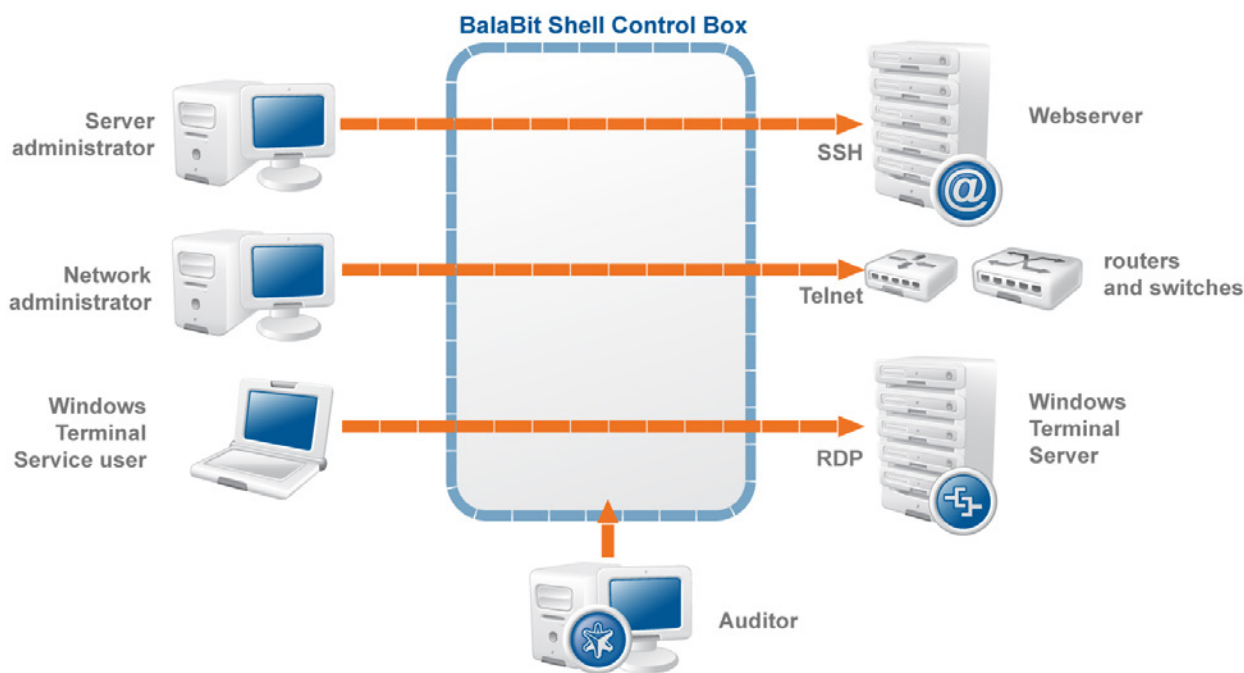 BalaBit Shell Control Box
Server
administrator
SSH
Webserver
Network
administrator
Telnet
routers
and switches
Windows
Terminal
Service user
RDP
Windows
Terminal
Server
Auditor